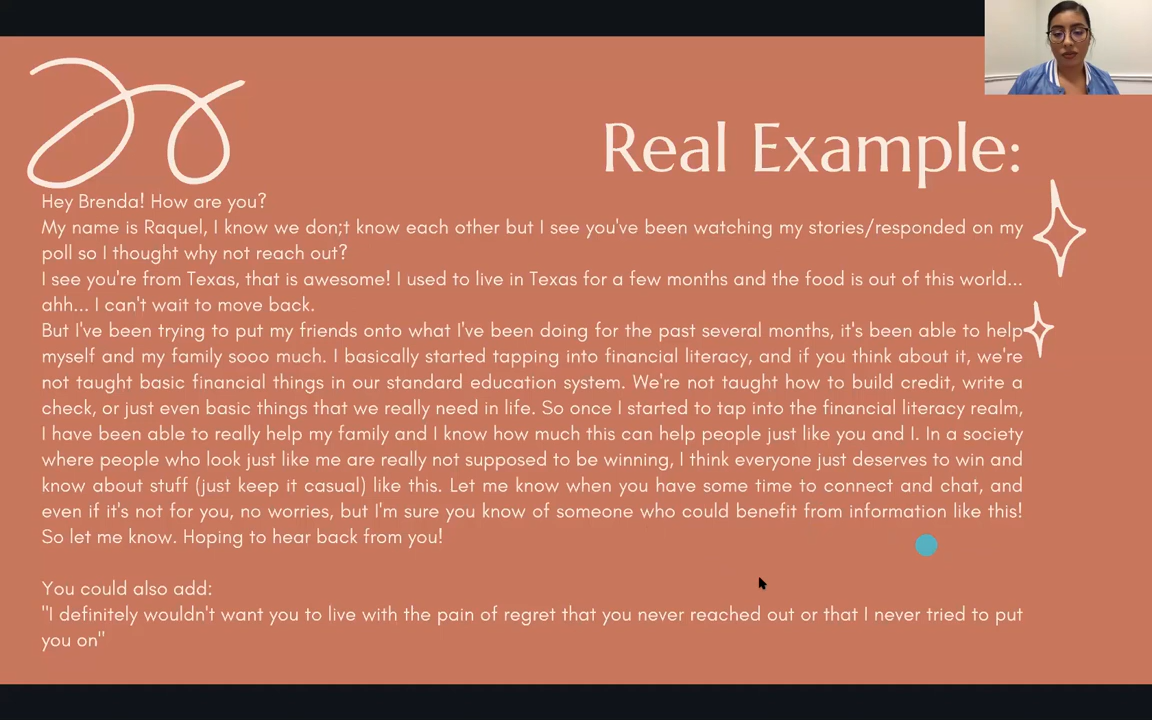 Real Example:
Hey Brenda! How are you?
My name is Raquel, I know we don;t know each other but I see you've been watching my stories/responded on my
poll so I thought why not reach out?
I see you're from Texas, that is awesome! I used to live in Texas for a few months and the food is out of this world...
ahh... I can't wait to move back.
But I've been trying to put my friends onto what I've been doing for the past several months, it's been able to help
myself and my family sooo much. I basically started tapping into financial literacy, and if you think about it, we're
not taught basic financial things in our standard education system. We're not taught how to build credit, write a
check, or just even basic things that we really need in life. So once I started to tap into the financial literacy realm,
I have been able to really help my family and I know how much this can help people just like you and I. In a society
where people who look just like me are really not supposed to be winning, I think everyone just deserves to win and
know about stuff (just keep it casual) like this. Let me know when you have some time to connect and chat, and
even if it's not for you, no worries, but I'm sure you know of someone who could benefit from information like this!
So let me know. Hoping to hear back from you!
You could also add:
"I definitely wouldn't want you to live with the pain of regret that you never reached out or that I never tried to put
you on"